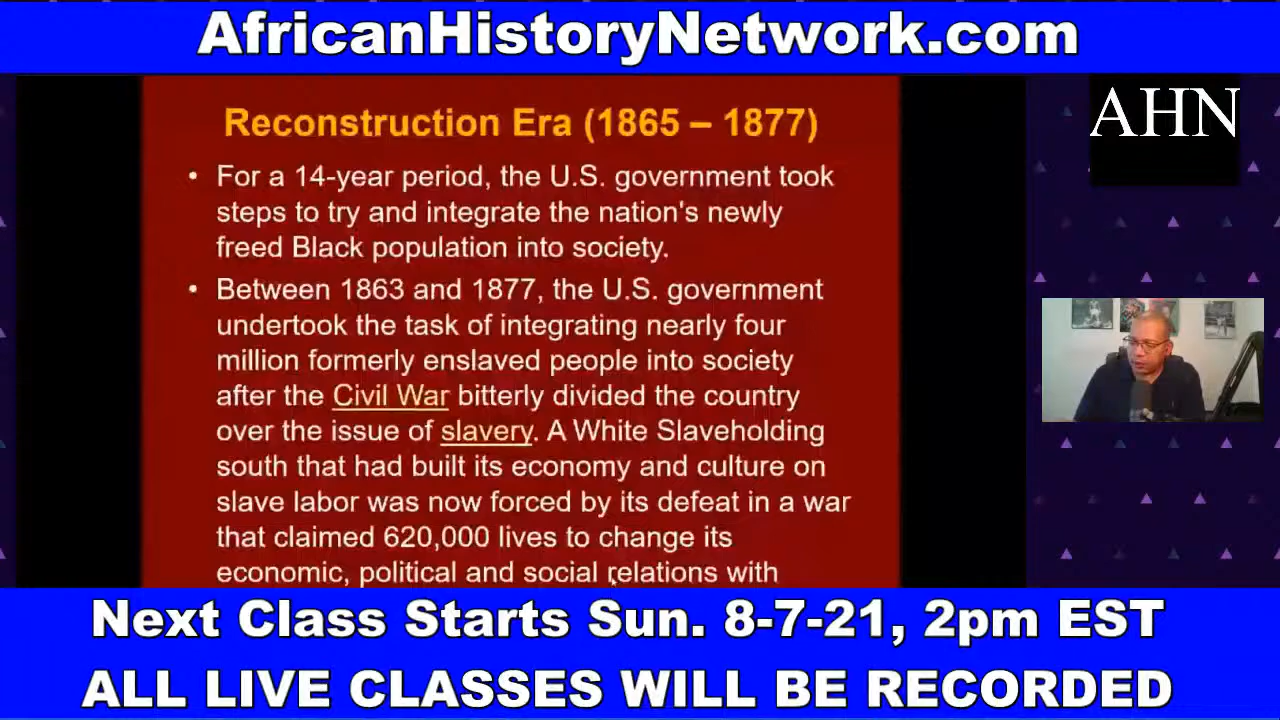 AfricanHistoryNetwork.com
AHN
Reconstruction Era (1865 – 1877)
• For a 14-year period, the U.S. government took
steps to try and integrate the nation's newly
freed Black population into society.
• Between 1863 and 1877, the U.S. government
undertook the task of integrating nearly four
million formerly enslaved people into society
after the Civil War bitterly divided the country
over the issue of slavery. A White Slaveholding
south that had built its economy and culture on
slave labor was now forced by its defeat in a war
that claimed 620,000 lives to change its
economic, political and social relations with
Next Class Starts Sun. 8-7-21, 2pm EST
ALL LIVE CLASSES WILL BE RECORDED